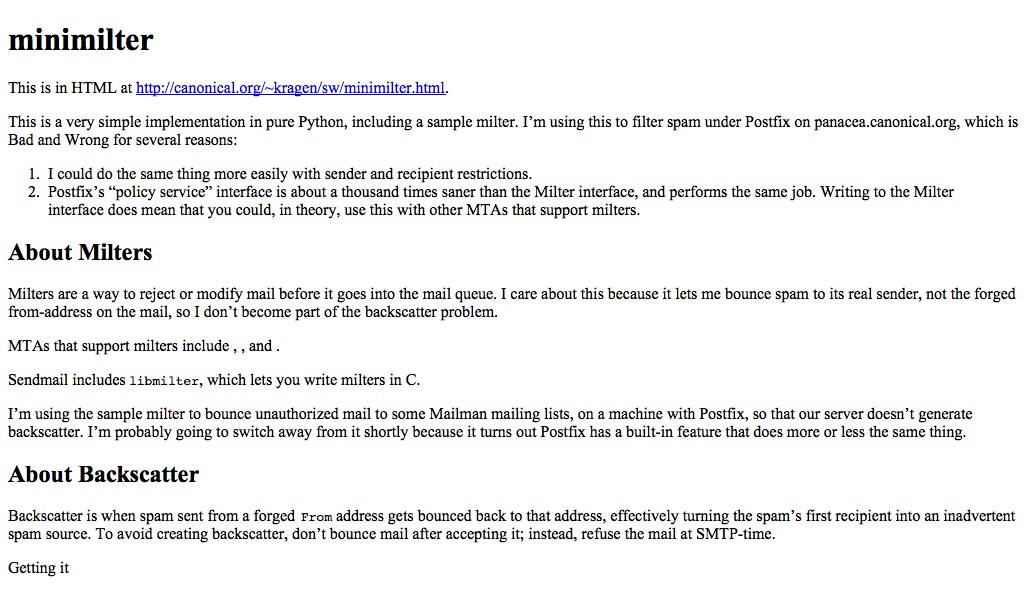 minimilter
This is in HTML at http://canonical.org/~kragen/sw/minimilter.html.
This is a very simple implementation in pure Python, including a sample milter. I’m using this to filter spam under Postfix on panacea.canonical.org, which is
Bad and Wrong for several reasons:
1. I could do the same thing more easily with sender and recipient restrictions.
2. Postfix’s “policy service” interface is about a thousand times saner than the Milter interface, and performs the same job. Writing to the Milter
interface does mean that you could, in theory, use this with other MTAs that support milters.
About Milters
Milters are a way to reject or modify mail before it goes into the mail queue. I care about this because it lets me bounce spam to its real sender, not the forged
from-address on the mail, so I don’t become part of the backscatter problem.
MTAs that support milters include , , and .
Sendmail includes libmilter, which lets you write milters in C.
I’m using the sample milter to bounce unauthorized mail to some Mailman mailing lists, on a machine with Postfix, so that our server doesn’t generate
backscatter. I’m probably going to switch away from it shortly because it turns out Postfix has a built-in feature that does more or less the same thing.
About Backscatter
Backscatter is when spam sent from a forged From address gets bounced back to that address, effectively turning the spam’s first recipient into an inadvertent
spam source. To avoid creating backscatter, don’t bounce mail after accepting it; instead, refuse the mail at SMTP-time.
Getting it